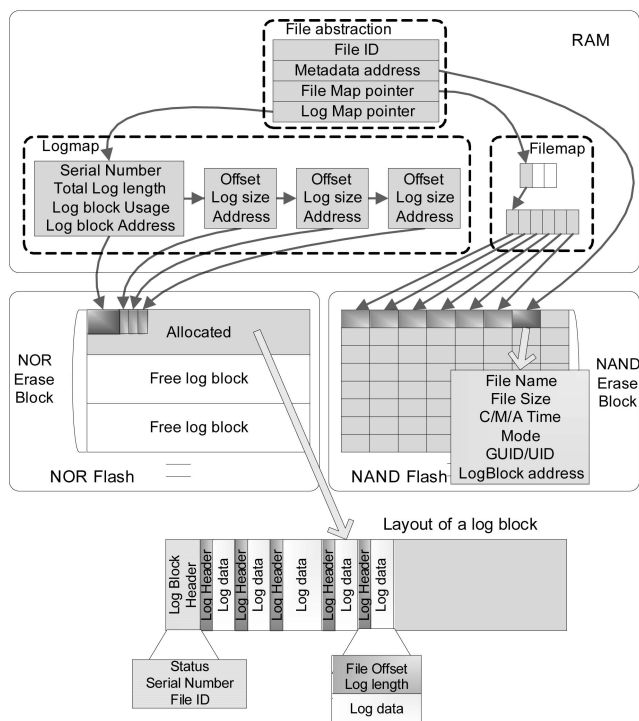 File abstraction
RAM
File ID
Metadata address
File Map pointer
Log Map pointer
Logmap
Filemap
Serial Number
Total Log length
Log block Usage
Log block Address
Offset
Log size
Address
Offset
Log size
Address
Offset
Log size
Address
NOR
Erase
Block
Allocated
Free log block
Free log block
NOR Flash
NAND
Erase
Block
File Name
File Size
C/M/A Time
Mode
GUID/UID
LogBlock address
NAND Flash
Layout of a log block
Log Block
Header
Log Header
Log data
Log Header
Log data
Log Header
Log data
Log Header
Log data
Log Header
Log data
Status
Serial Number
File ID
File Offset
Log length
Log data